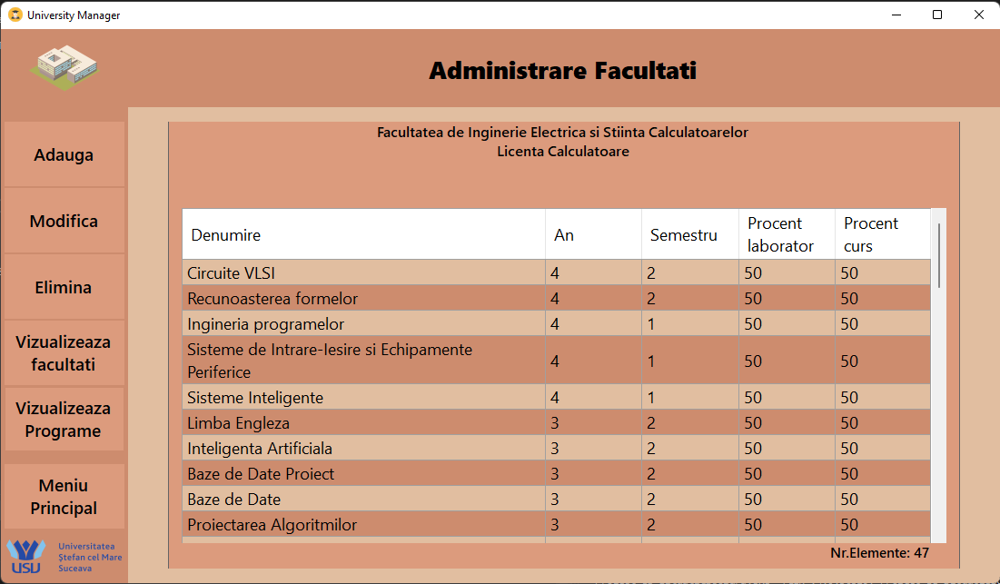 University Manager
Administrare Facultati
Adauga
Modifica
Elimina
Vizualizeaza
facultati
Vizualizeaza
Programe
Meniu
Principal
USV
Universitatea
Ștefan cel Mare
Suceava
Facultatea de Inginerie Electrica si Stiinta Calculatoarelor
Licenta Calculatoare
Denumire An Semestru Procent laborator Procent curs
Circuite VLSI 4 2 50 50
Recunoasterea formelor 4 2 50 50
Ingineria programelor 4 1 50 50
Sisteme de Intrare-Iesire si Echipamente
Periferice 4 1 50 50
Sisteme Inteligente 4 1 50 50
Limba Engleza 3 2 50 50
Inteligenta Artificiala 3 2 50 50
Baze de Date Proiect 3 2 50 50
Baze de Date 3 2 50 50
Proiectarea Algoritmilor 3 2 50 50
Nr.Elemente: 47